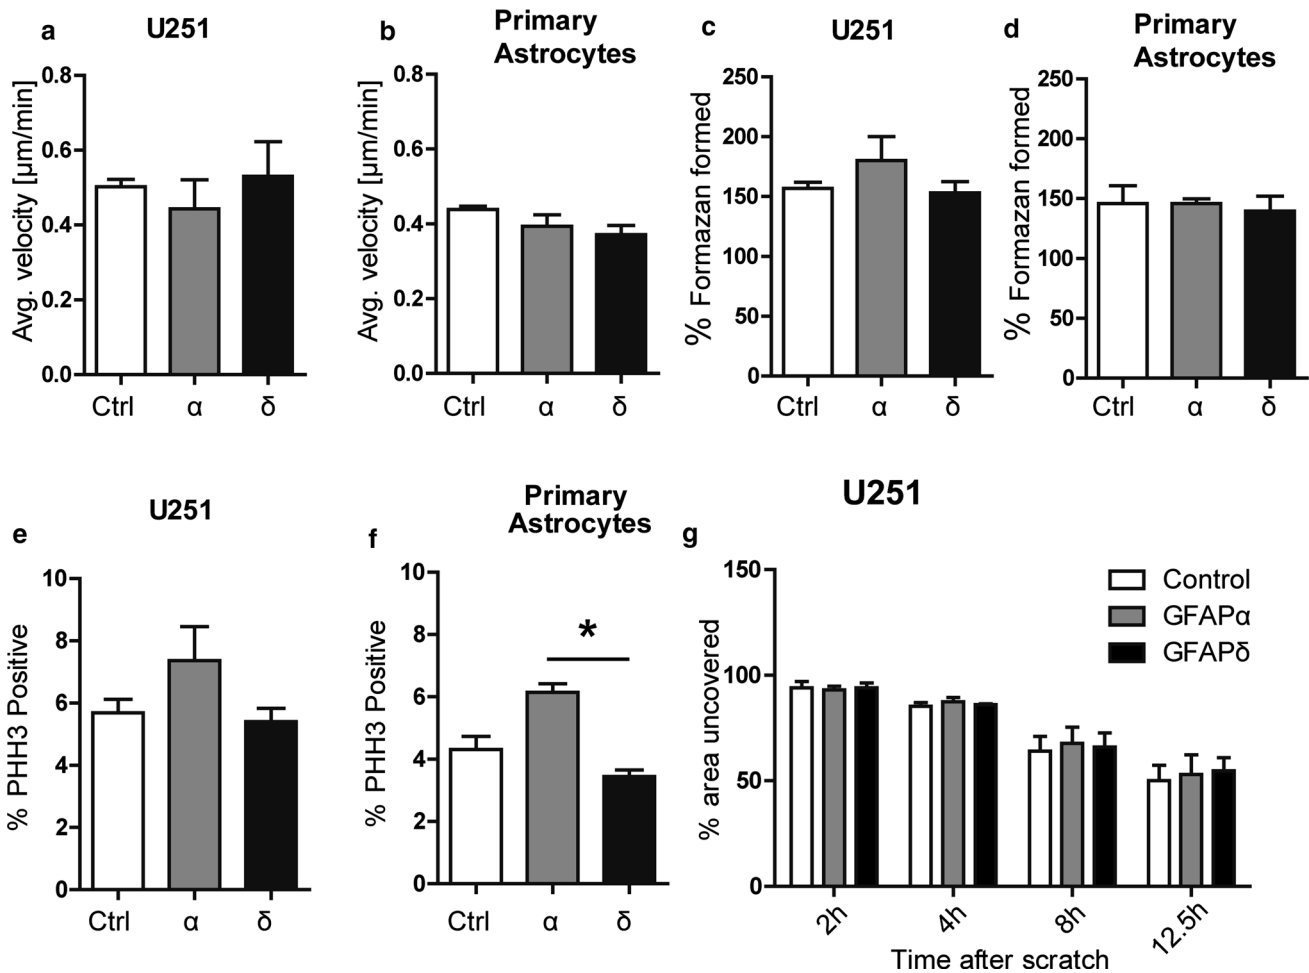 a
U251
Avg. velocity [µm/min]
0.8
0.6
0.4
0.2
0.0
Ctrl
α
δ
b
Primary
Astrocytes
Avg. velocity [µm/min]
0.8
0.6
0.4
0.2
0.0
Ctrl
α
δ
c
U251
% Formazan formed
250
200
150
100
50
0
Ctrl
α
δ
d
Primary
Astrocytes
% Formazan formed
250
200
150
100
50
0
Ctrl
α
δ
e
U251
% PHH3 Positive
10
8
6
4
2
0
Ctrl
α
δ
f
Primary
Astrocytes
% PHH3 Positive
10
8
6
4
2
0
*
Ctrl
α
δ
g
U251
% area uncovered
150
100
50
0
Control
GFAPα
GFAPδ
2h
4h
8h
12.5h
Time after scratch